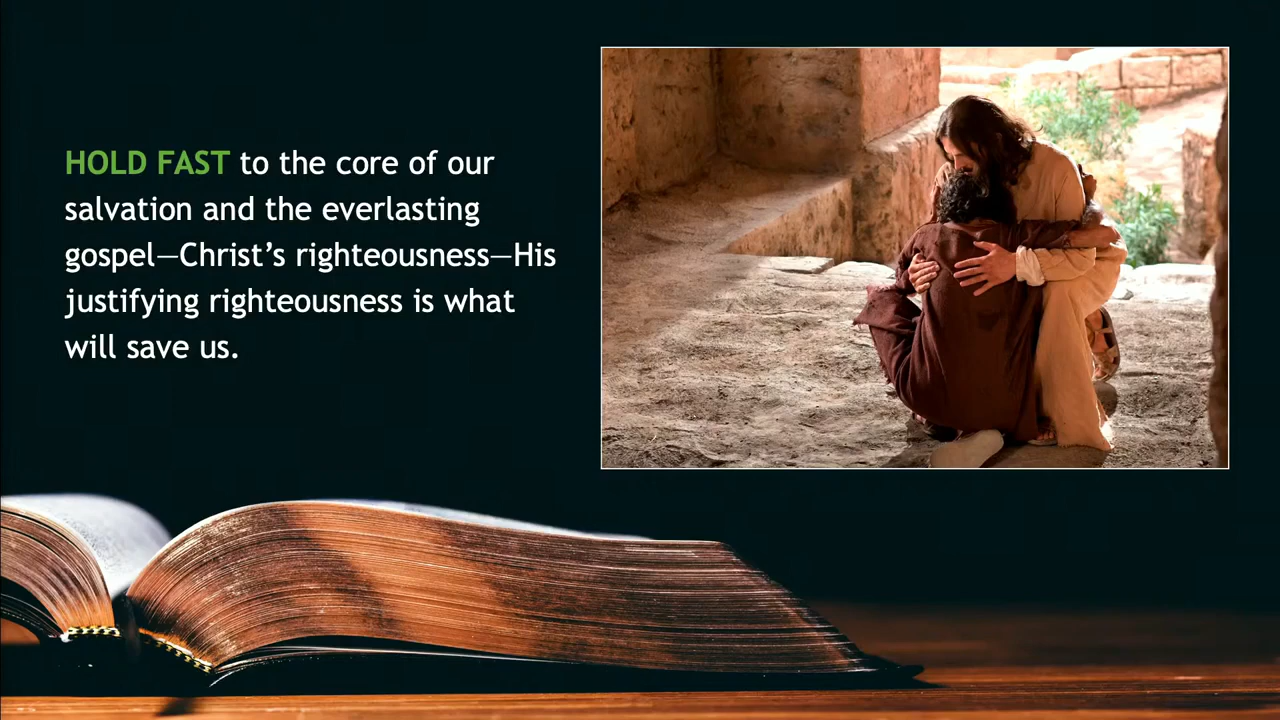 HOLD FAST to the core of our
salvation and the everlasting
gospel—Christ’s righteousness—His
justifying righteousness is what
will save us.